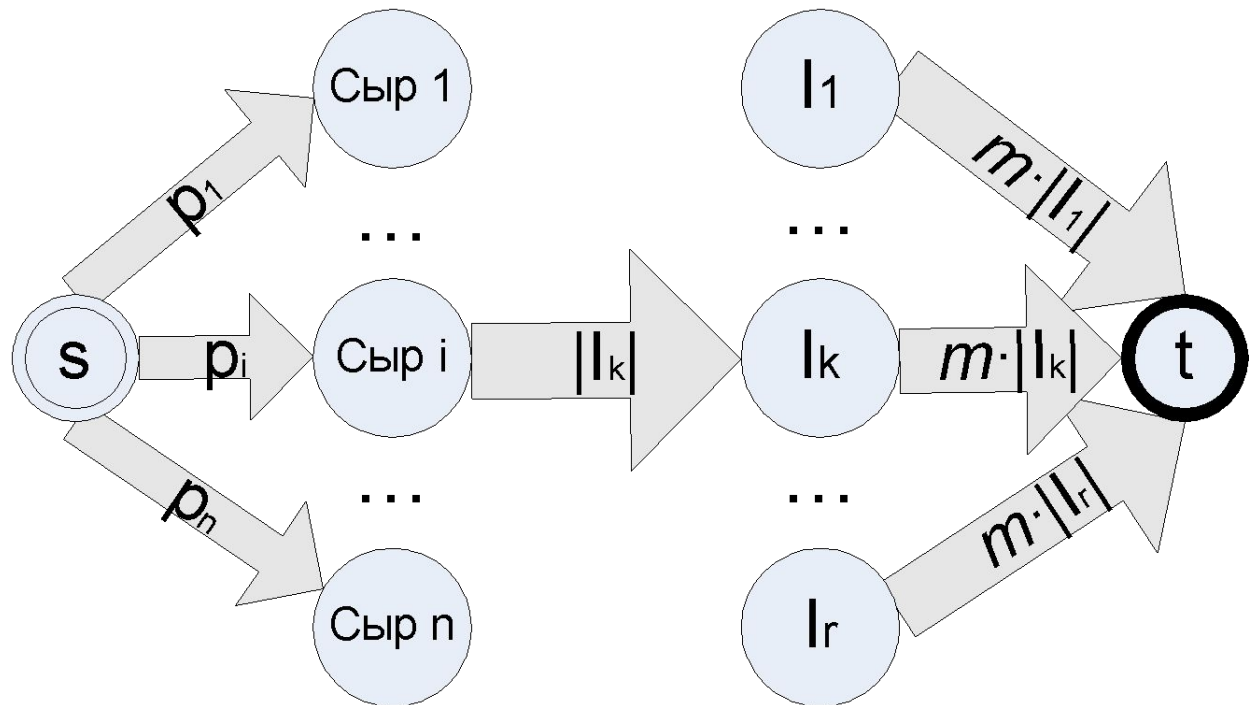 Сыр 1
I1
p1
m·|I1|
...
...
s
pi
Сыр i
|Ik|
Ik
m·|Ik|
t
...
...
pn
m·|Ir|
Сыр n
Ir